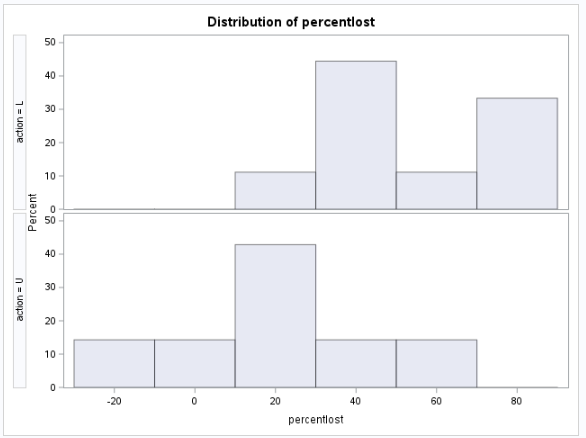 Distribution of percentlost
action = L
50
40
30
20
10
0
Percent
action = U
50
40
30
20
10
0
-20 0 20 40 60 80
percentlost